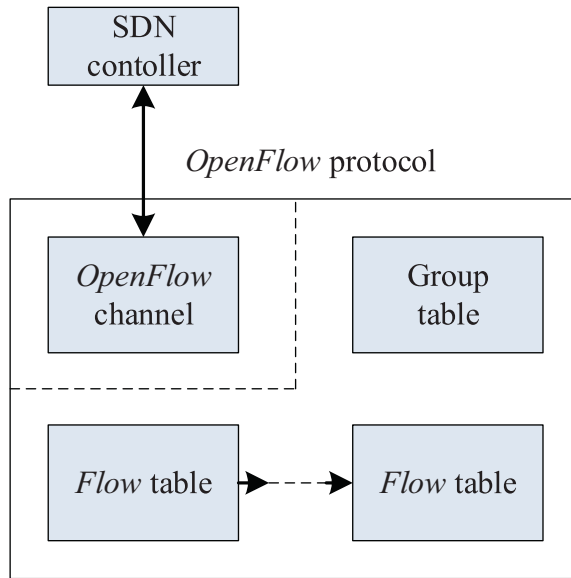 SDN
contoller
OpenFlow protocol
OpenFlow
channel
Group
table
Flow table
Flow table